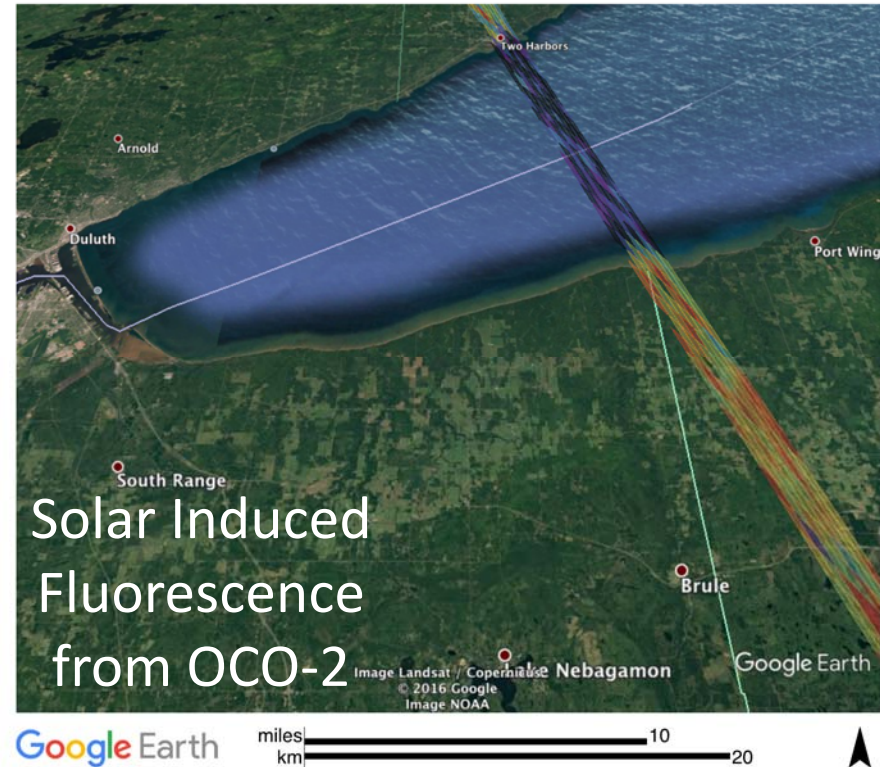 Two Harbors
Arnold
Duluth
Port Wing
South Range
Solar Induced
Fluorescence
from OCO-2
Brule
Lake Nebagamon
Google Earth
Image Landsat / Copernicus
© 2016 Google
Image NOAA
Google Earth
miles 10
km 20